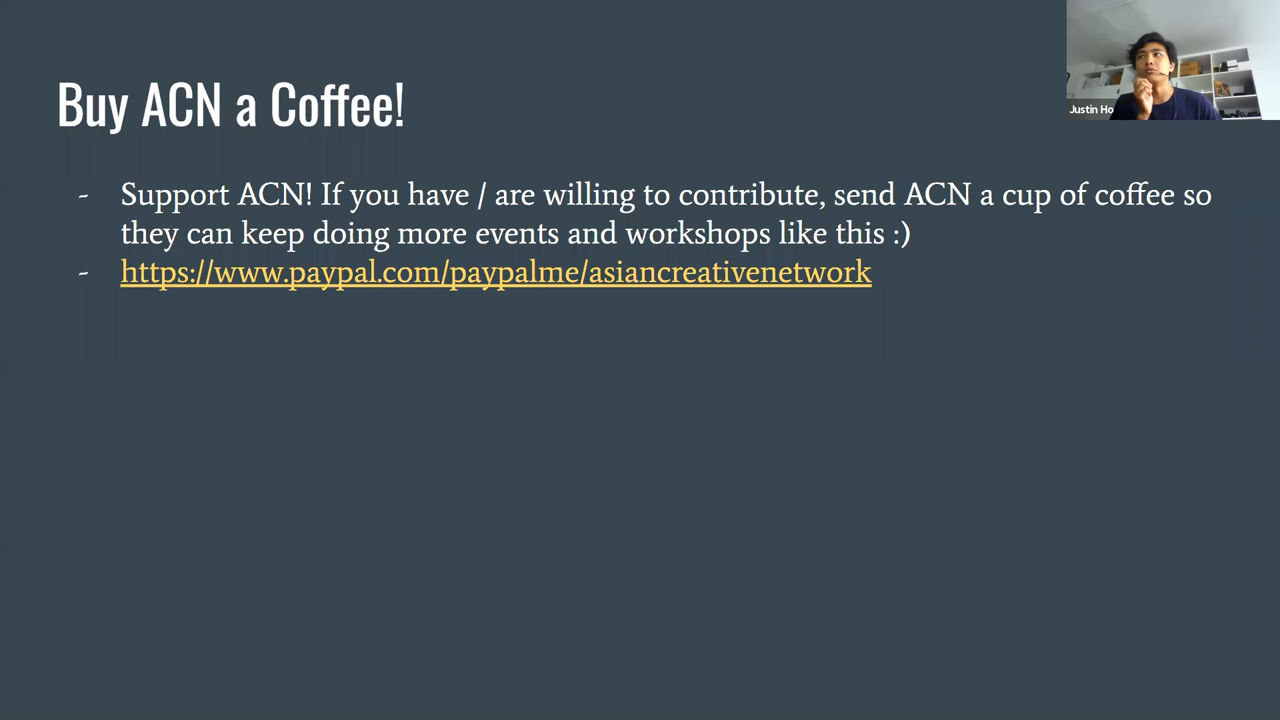 Buy ACN a Coffee!
- Support ACN! If you have / are willing to contribute, send ACN a cup of coffee so
they can keep doing more events and workshops like this :)
- https://www.paypal.com/paypalme/asiancreativenetwork
Justin Ho